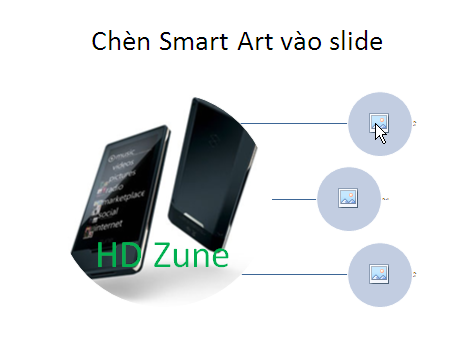 Chèn Smart Art vào slide
music
videos
pictures
radio
marketplace
social
internet
HD Zune